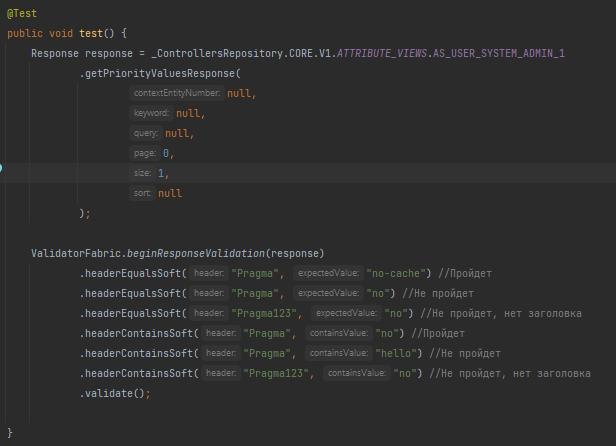 @Test
public void test() {
Response response = _ControllersRepository.CORE.V1.ATTRIBUTE_VIEWS.AS_USER_SYSTEM_ADMIN_1
.getPriorityValuesResponse(
contextEntityNumber: null,
keyword: null,
query: null,
page: 0,
size: 1,
sort: null
);
ValidatorFabric.beginResponseValidation(response)
.headerEqualsSoft( header: "Pragma", expectedValue: "no-cache") //Пройдет
.headerEqualsSoft( header: "Pragma", expectedValue: "no") //Не пройдет
.headerEqualsSoft( header: "Pragma123", expectedValue: "no") //Не пройдет, нет заголовка
.headerContainsSoft( header: "Pragma", containsValue: "no") //Пройдет
.headerContainsSoft( header: "Pragma", containsValue: "hello") //Не пройдет
.headerContainsSoft( header: "Pragma123", containsValue: "no") //Не пройдет, нет заголовка
.validate();
}